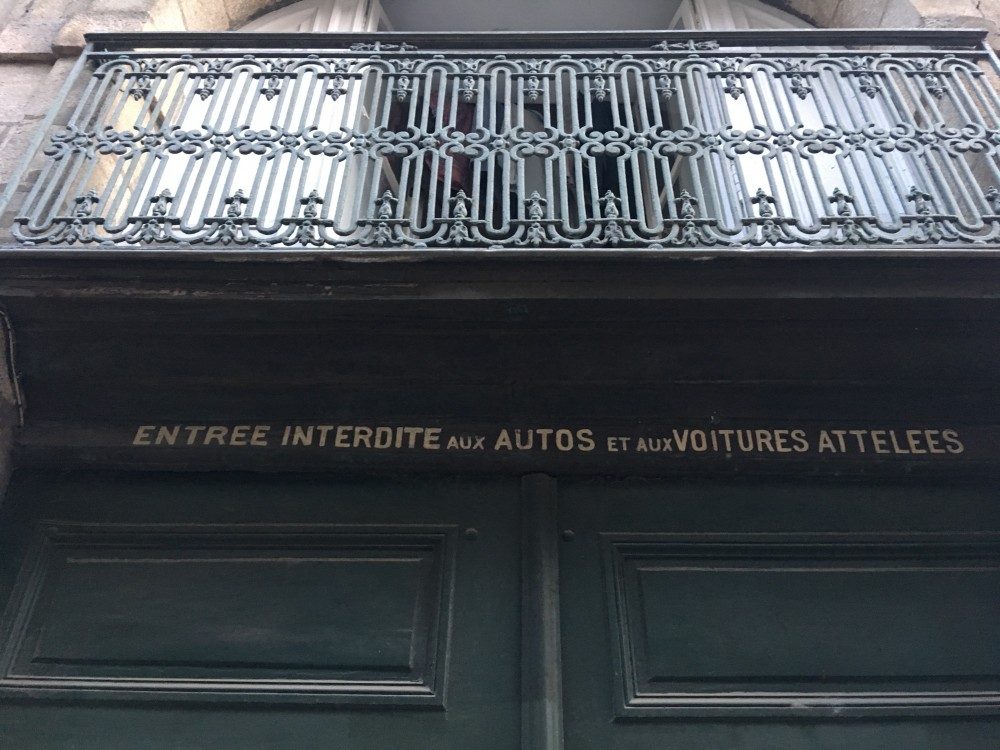 ENTREE INTERDITE AUX AUTOS ET AUX VOITURES ATTELEES